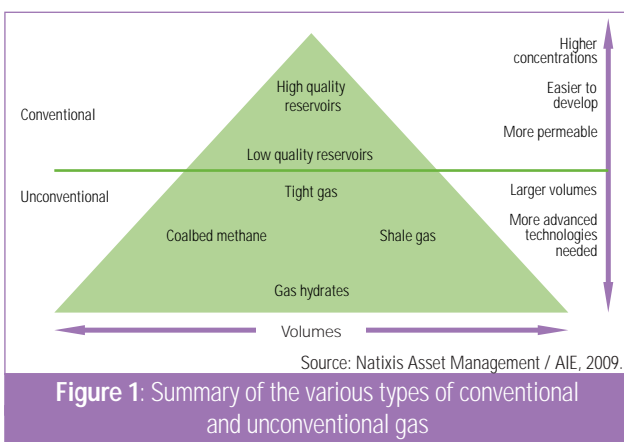 High quality
reservoirs
Higher
concentrations
Easier to
develop
Conventional
More permeable
Low quality reservoirs
Unconventional
Tight gas
Larger volumes
More advanced
technologies
needed
Coalbed methane
Shale gas
Gas hydrates
Volumes
Source: Natixis Asset Management / AIE, 2009.
Figure 1: Summary of the various types of conventional
and unconventional gas